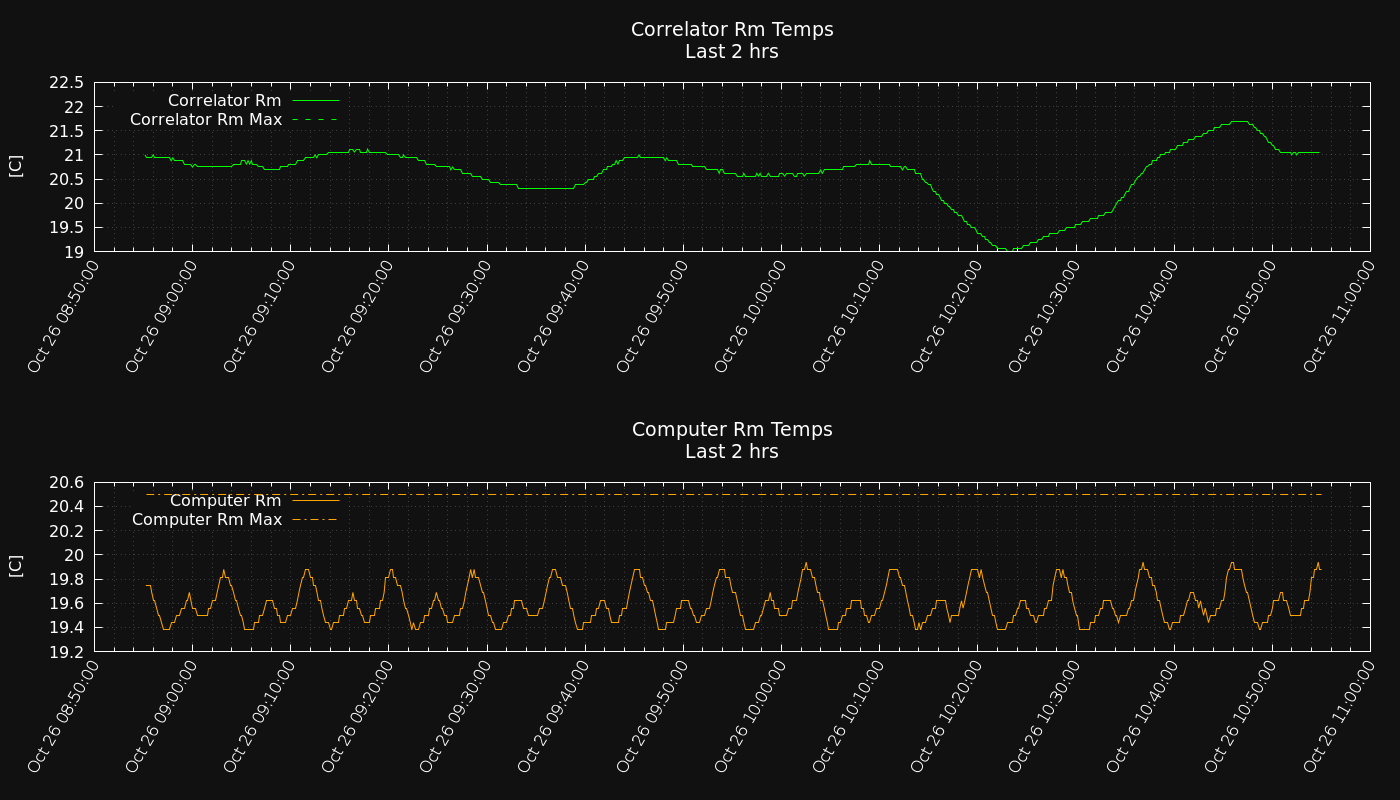 Correlator Rm Temps
Last 2 hrs
22.5
22
21.5
21
20.5
20
19.5
19
[C]
Correlator Rm
Correlator Rm Max
Oct 26 08:50:00
Oct 26 09:00:00
Oct 26 09:10:00
Oct 26 09:20:00
Oct 26 09:30:00
Oct 26 09:40:00
Oct 26 09:50:00
Oct 26 10:00:00
Oct 26 10:10:00
Oct 26 10:20:00
Oct 26 10:30:00
Oct 26 10:40:00
Oct 26 10:50:00
Oct 26 11:00:00
Computer Rm Temps
Last 2 hrs
20.6
20.4
20.2
20
19.8
19.6
19.4
19.2
[C]
Computer Rm
Computer Rm Max
Oct 26 08:50:00
Oct 26 09:00:00
Oct 26 09:10:00
Oct 26 09:20:00
Oct 26 09:30:00
Oct 26 09:40:00
Oct 26 09:50:00
Oct 26 10:00:00
Oct 26 10:10:00
Oct 26 10:20:00
Oct 26 10:30:00
Oct 26 10:40:00
Oct 26 10:50:00
Oct 26 11:00:00